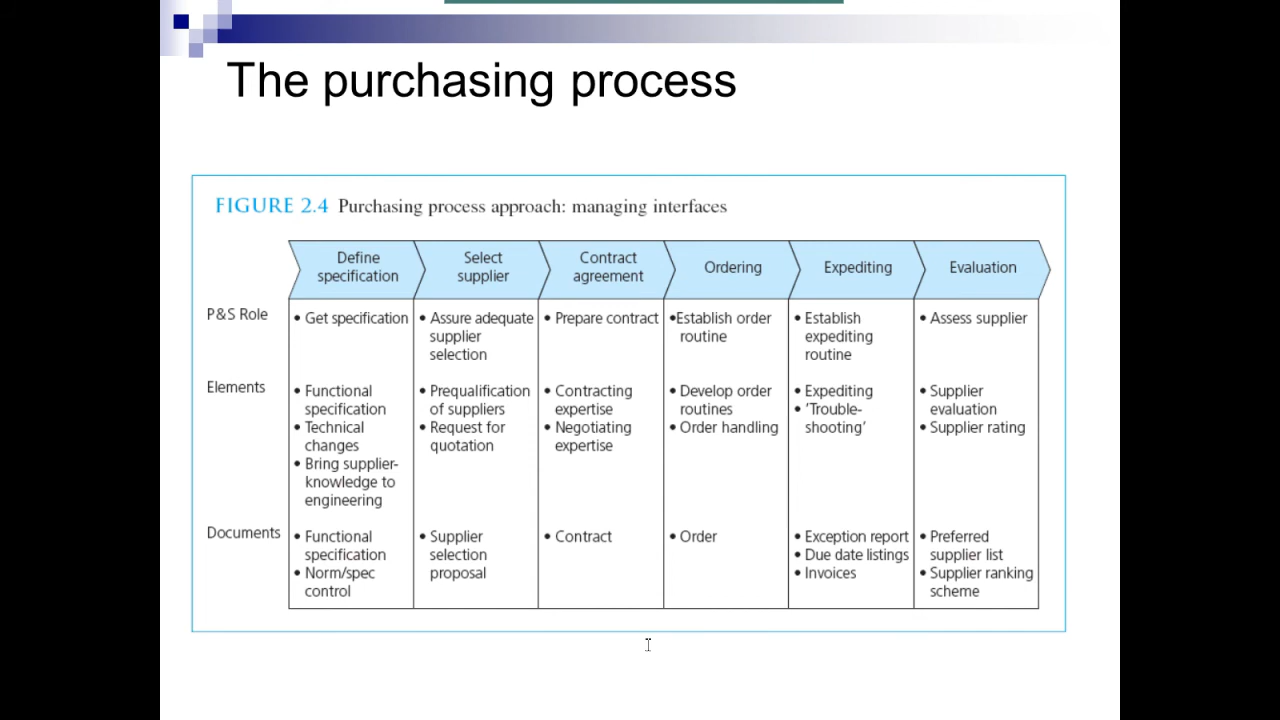 The purchasing process
FIGURE 2.4 Purchasing process approach: managing interfaces
Define
specification
Select
supplier
Contract
agreement
Ordering
Expediting
Evaluation
P&S Role
• Get specification
• Assure adequate
supplier
selection
• Prepare contract
•Establish order
routine
• Establish
expediting
routine
• Assess supplier
Elements
• Functional
specification
• Technical
changes
• Bring supplier-
knowledge to
engineering
• Prequalification
of suppliers
• Request for
quotation
• Contracting
expertise
• Negotiating
expertise
• Develop order
routines
• Order handling
• Expediting
• ‘Trouble-
shooting’
• Supplier
evaluation
• Supplier rating
Documents
• Functional
specification
• Norm/spec
control
• Supplier
selection
proposal
• Contract
• Order
• Exception report
• Due date listings
• Invoices
• Preferred
supplier list
• Supplier ranking
scheme